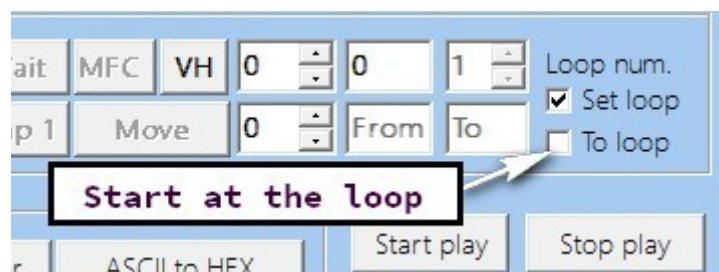 MFC VH 0 0 1 Loop num.
Set loop
1 Move 0 From To To loop
Start at the loop
Start play Stop play
ASCII to HEX